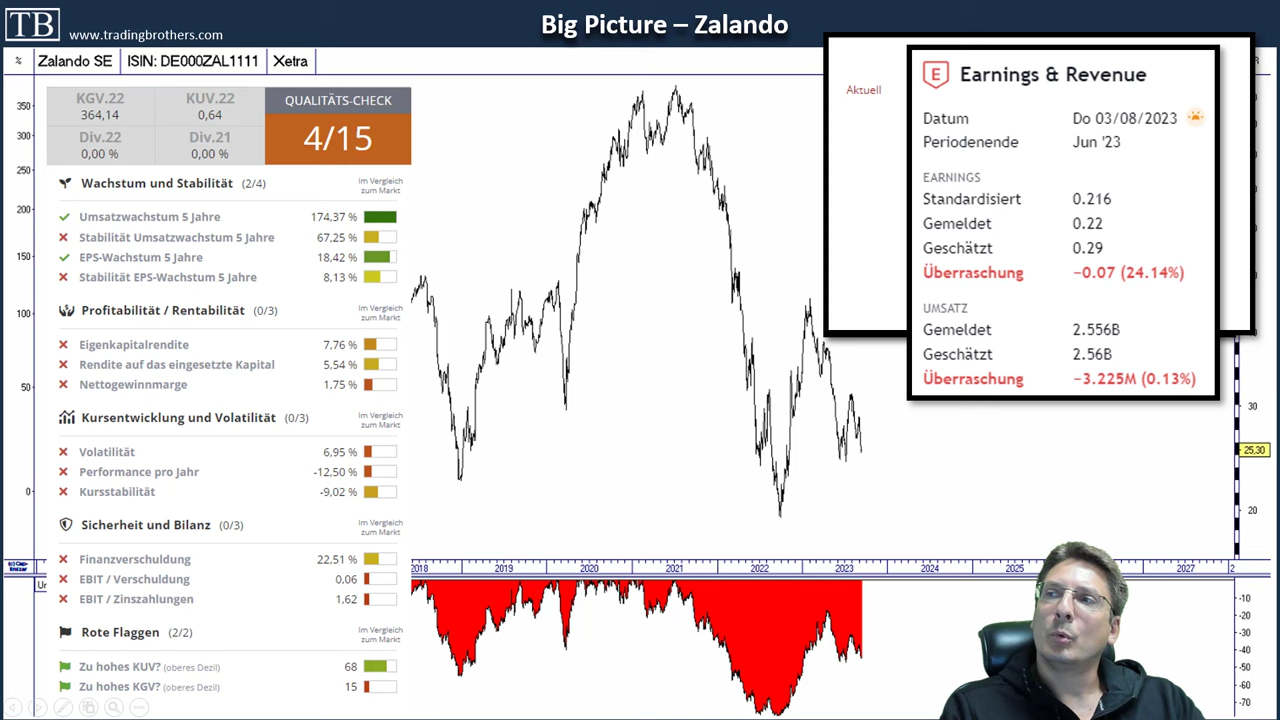 TB www.tradingbrothers.com
Big Picture – Zalando
% Zalando SE ISIN: DE000ZAL1111 Xetra
KGV.22 KUV.22 QUALITÄTS-CHECK
364,14 0,64 4/15
Div.22 Div.21
0,00 % 0,00 %
Wachstum und Stabilität (2/4) Im Vergleich zum Markt
Umsatzwachstum 5 Jahre 174,37 %
Stabilität Umsatzwachstum 5 Jahre 67,25 %
EPS-Wachstum 5 Jahre 18,42 %
Stabilität EPS-Wachstum 5 Jahre 8,13 %
Profitabilität / Rentabilität (0/3) Im Vergleich zum Markt
Eigenkapitalrendite 7,76 %
Rendite auf das eingesetzte Kapital 5,54 %
Nettogewinnmarge 1,75 %
Kursentwicklung und Volatilität (0/3) Im Vergleich zum Markt
Volatilität 6,95 %
Performance pro Jahr -12,50 %
Kursstabilität -9,02 %
Sicherheit und Bilanz (0/3) Im Vergleich zum Markt
Finanzverschuldung 22,51 %
EBIT / Verschuldung 0,06
EBIT / Zinszahlungen 1,62
Rote Flaggen (2/2) Im Vergleich zum Markt
Zu hohes KUV? (oberes Dezil) 68
Zu hohes KGV? (oberes Dezil) 15
350
300
250
200
150
100
50
0
Aktuell
E Earnings & Revenue
Datum Do 03/08/2023
Periodenende Jun '23
EARNINGS
Standardisiert 0.216
Gemeldet 0.22
Geschätzt 0.29
Überraschung −0.07 (24.14%)
UMSATZ
Gemeldet 2.556B
Geschätzt 2.56B
Überraschung −3.225M (0.13%)
30
25,30
20
2018 2019 2020 2021 2022 2023 2024 2025 2026 2027 2
-10
-20
-30
-40
-50
-60
-70